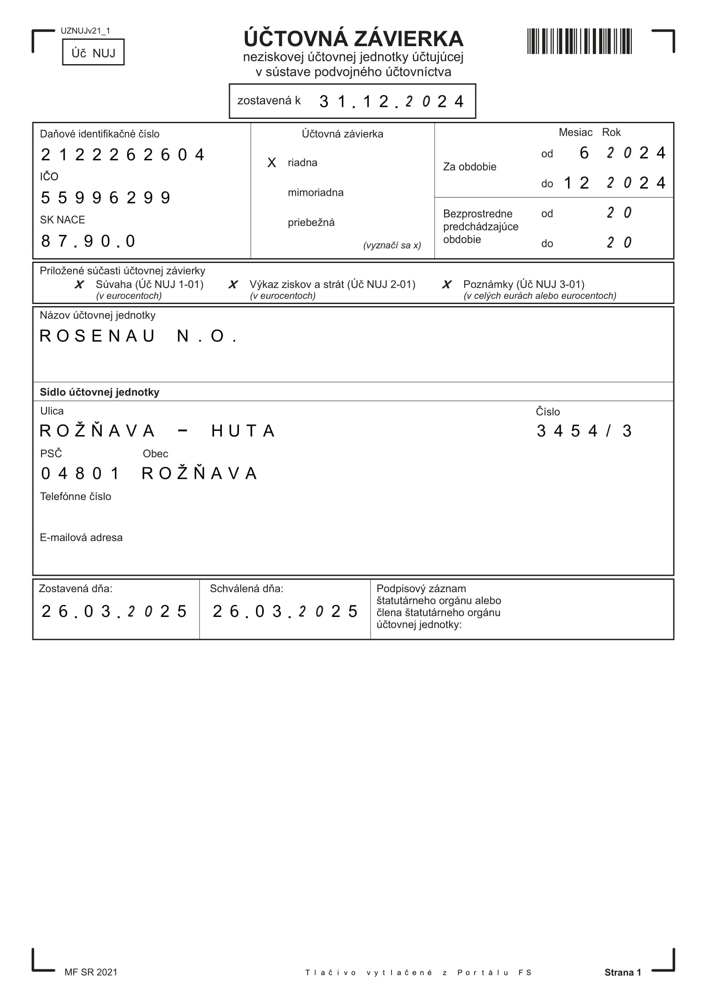 UZNUJv21_1
Úč NUJ
ÚČTOVNÁ ZÁVIERKA
neziskovej účtovnej jednotky účtujúcej
v sústave podvojného účtovníctva
zostavená k 31.12.2024
Daňové identifikačné číslo
2122262604
IČO
55996299
SK NACE
87.90.0
Účtovná závierka
X riadna
mimoriadna
priebežná
(vyznačí sa x)
Mesiac Rok
Za obdobie
od 6 2024
do 12 2024
Bezprostredne
predchádzajúce
obdobie
od 20
do 20
Priložené súčasti účtovnej závierky
X Súvaha (Úč NUJ 1-01) X Výkaz ziskov a strát (Úč NUJ 2-01) X Poznámky (Úč NUJ 3-01)
(v eurocentoch) (v eurocentoch) (v celých eurách alebo eurocentoch)
Názov účtovnej jednotky
ROSENAU N.O.
Sídlo účtovnej jednotky
Ulica Číslo
ROŽŇAVA – HUTA 3454/3
PSČ Obec
04801 ROŽŇAVA
Telefónne číslo
E-mailová adresa
Zostavená dňa:
26.03.2025
Schválená dňa:
26.03.2025
Podpisový záznam
štatutárneho orgánu alebo
člena štatutárneho orgánu
účtovnej jednotky:
MF SR 2021 Tlačivo vytlačené z Portálu FS Strana 1